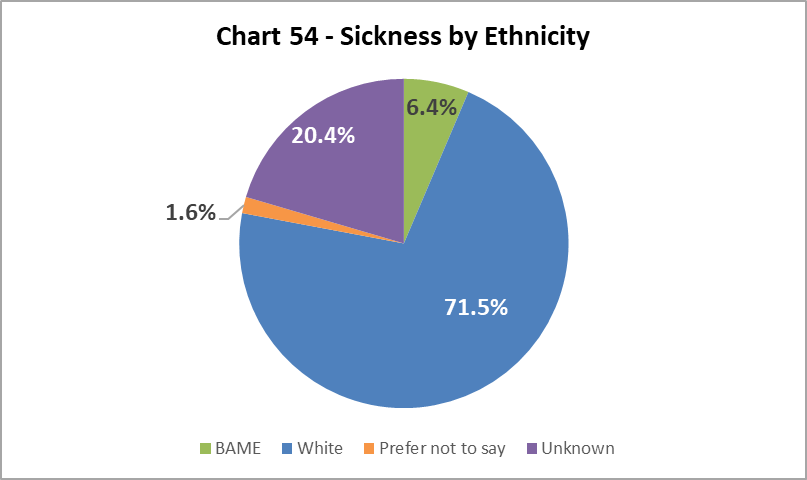 Chart 54 - Sickness by Ethnicity
6.4%
20.4%
1.6%
71.5%
BAME White Prefer not to say Unknown